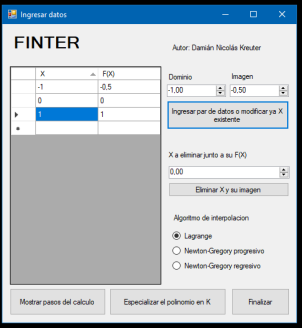 Ingresar datos
FINTER
Autor: Damián Nicolás Kreuter
X F(X)
-1 -0.5
0 0
1 1
Dominio Imagen
-1.00 -0.50
Ingresar par de datos o modificar ya X
existente
X a eliminar junto a su F(X)
0.00
Eliminar X y su imagen
Algoritmo de interpolacion
Lagrange
Newton-Gregory progresivo
Newton-Gregory regresivo
Mostrar pasos del calculo Especializar el polinomio en K Finalizar